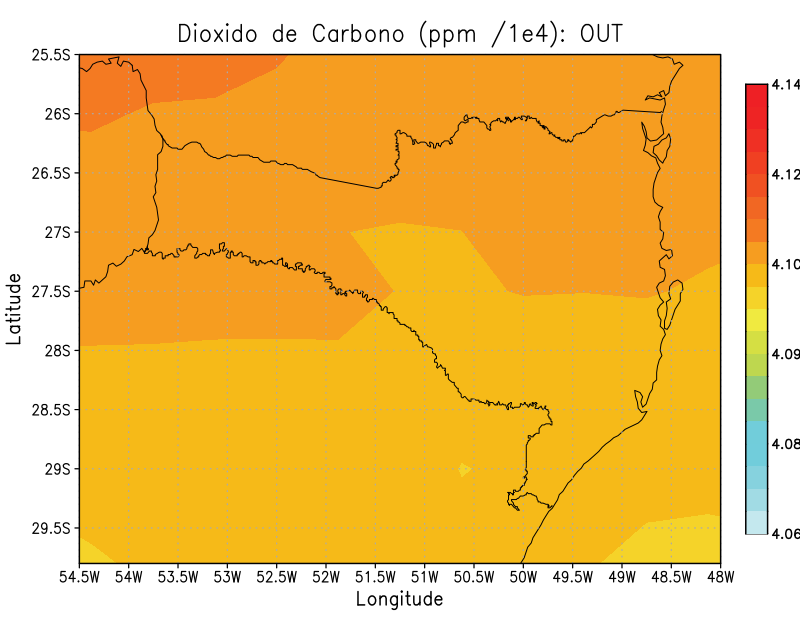 Dioxido de Carbono (ppm /1e4): OUT
25.5S
26S
26.5S
27S
27.5S
28S
28.5S
29S
29.5S
Latitude
54.5W 54W 53.5W 53W 52.5W 52W 51.5W 51W 50.5W 50W 49.5W 49W 48.5W 48W
Longitude
4.14
4.12
4.10
4.09
4.08
4.06